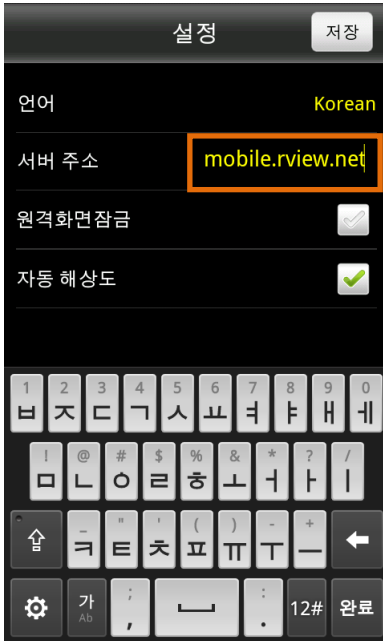 설정 저장
언어 Korean
서버 주소 mobile.rview.net
원격화면잠금
자동 해상도
1 2 3 4 5 6 7 8 9 0
ㅂ ㅈ ㄷ ㄱ ㅅ ㅛ ㅕ ㅑ ㅐ ㅔ
! @ # $ % & * ? /
ㅁ ㄴ ㅇ ㄹ ㅎ ㅗ ㅓ ㅏ ㅣ
_ " ' ( ) - +
ㅋ ㅌ ㅊ ㅍ ㅠ ㅜ ㅡ
가 ; : 12# 완료
Ab , .